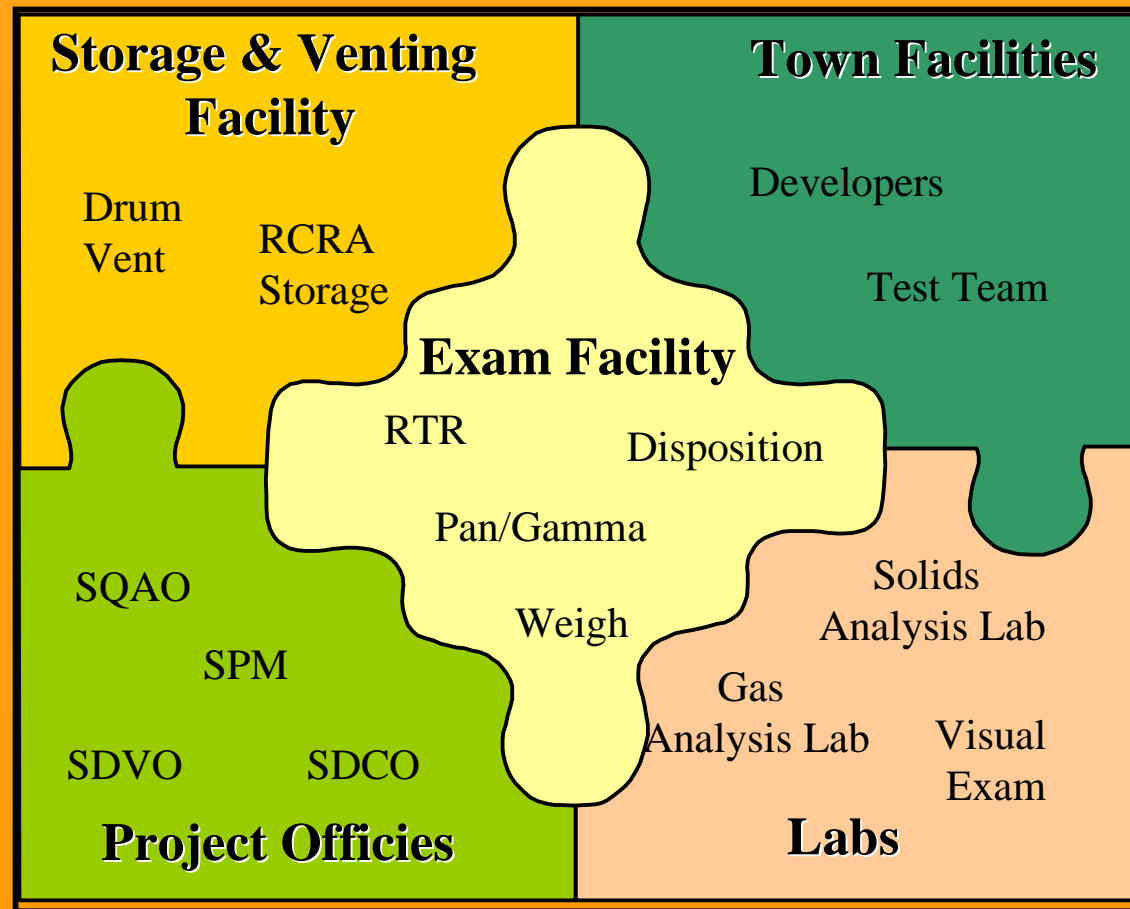 Storage & Venting
Facility
Drum
Vent
RCRA
Storage
Town Facilities
Developers
Test Team
Exam Facility
RTR
Disposition
Pan/Gamma
Weigh
SQAO
SPM
SDVO
SDCO
Project Officies
Solids
Analysis Lab
Gas
Analysis Lab
Visual
Exam
Labs